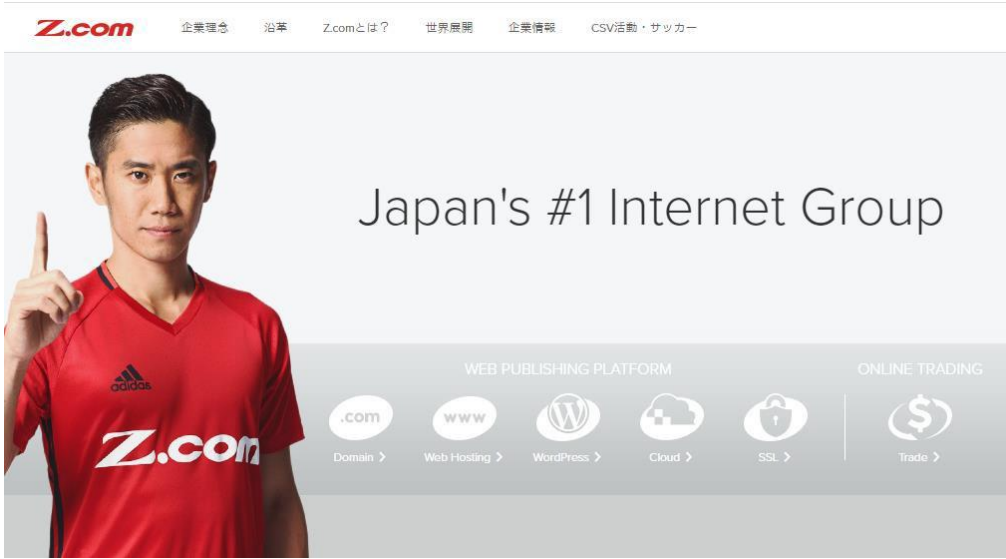 Z.com 企業理念 沿革 Z.comとは？ 世界展開 企業情報 CSV活動・サッカー
Japan's #1 Internet Group
WEB PUBLISHING PLATFORM ONLINE TRADING
.com www
Domain > Web Hosting > WordPress > Cloud > SSL > Trade >
adidas
Z.com